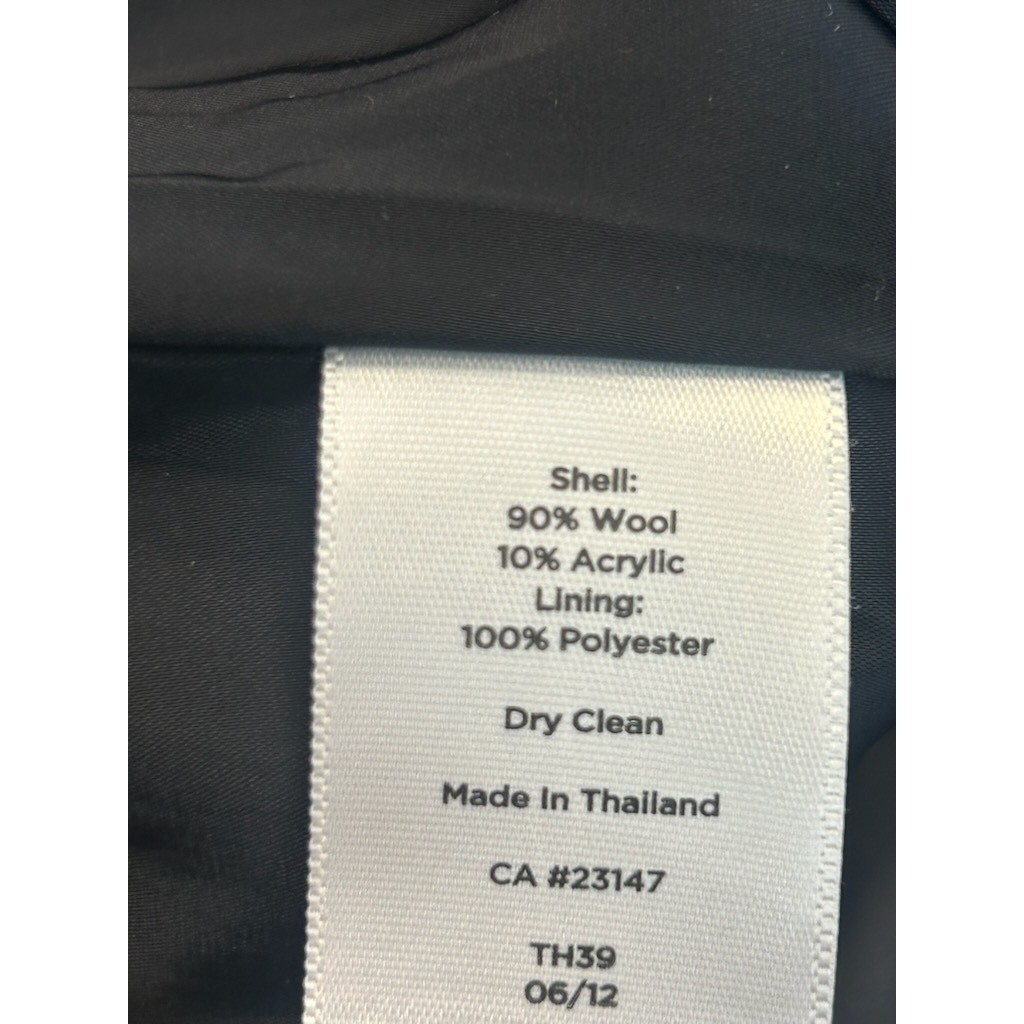 Shell:
90% Wool
10% Acrylic
Lining:
100% Polyester
Dry Clean
Made In Thailand
CA #23147
TH39
06/12